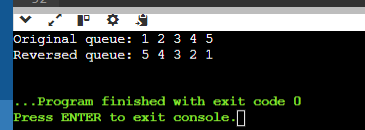 Original queue: 1 2 3 4 5
Reversed queue: 5 4 3 2 1
...Program finished with exit code 0
Press ENTER to exit console.